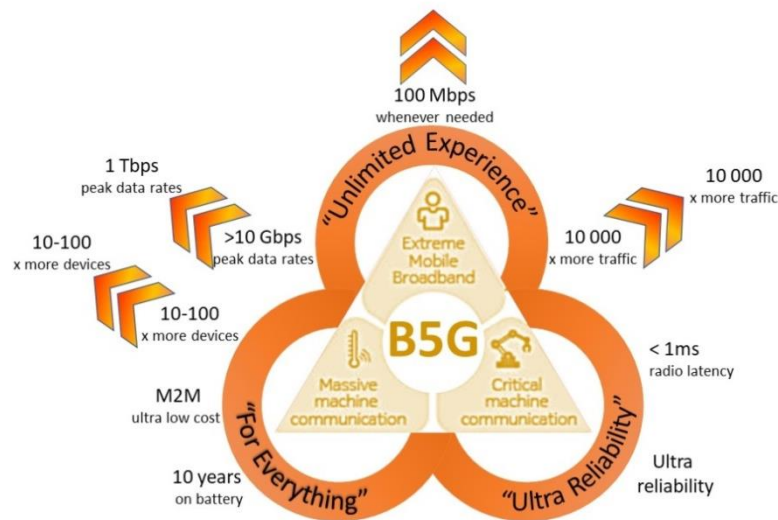 100 Mbps
whenever needed
1 Tbps
peak data rates
10 000
x more traffic
"Unlimited Experience"
10-100
x more devices
>10 Gbps
peak data rates
10 000
x more traffic
Extreme
Mobile
Broadband
10-100
x more devices
B5G
< 1ms
radio latency
M2M
ultra low cost
Massive
machine
communication
Critical
machine
communication
"For Everything"
"Ultra Reliability"
10 years
on battery
Ultra
reliability